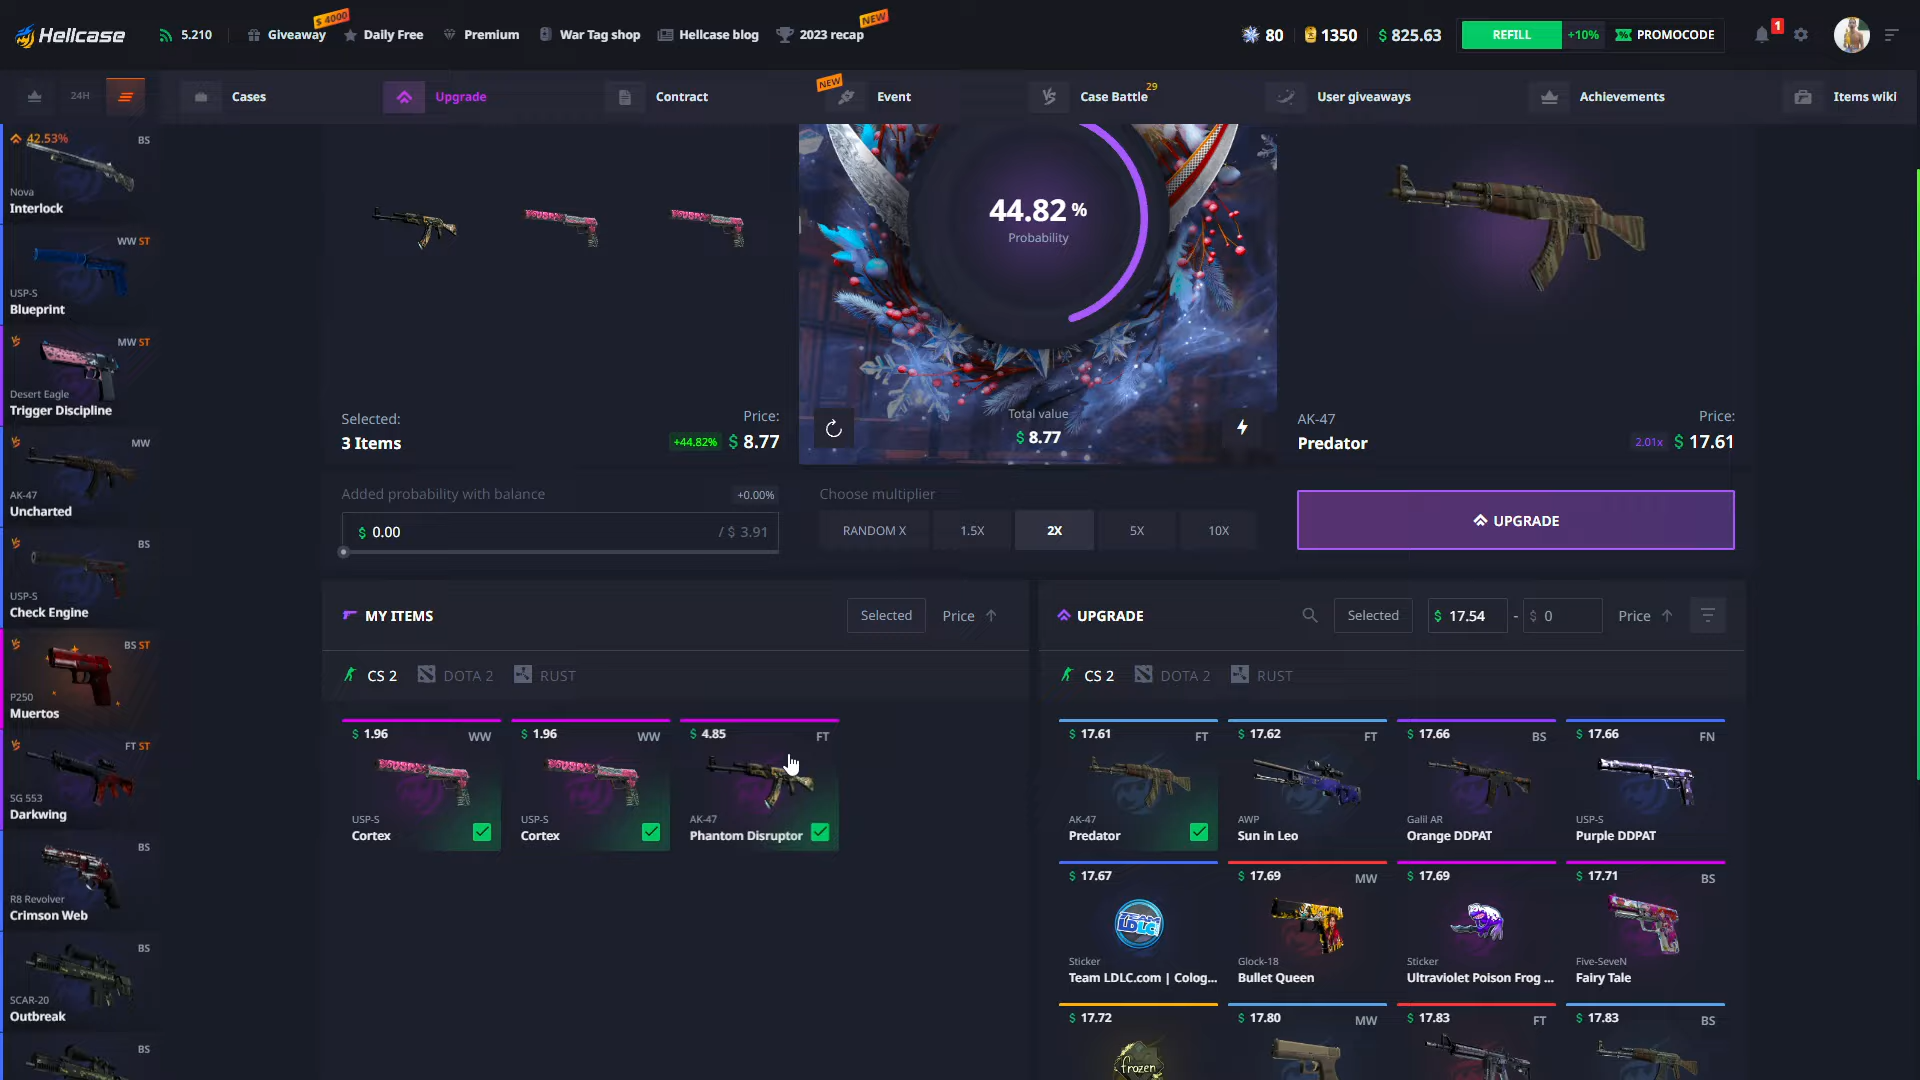 Hellcase
5.210
$ 4000
Giveaway
Daily Free
Premium
War Tag shop
Hellcase blog
NEW
2023 recap
80
1350
$ 825.63
REFILL
+10%
PROMOCODE
1
24H
Cases
Upgrade
Contract
NEW
Event
Case Battle
29
User giveaways
Achievements
Items wiki
42.53%
BS
Nova
Interlock
WW ST
USP-S
Blueprint
MW ST
Desert Eagle
Trigger Discipline
MW
AK-47
Uncharted
BS
USP-S
Check Engine
BS ST
P250
Muertos
FT ST
SG 553
Darkwing
BS
R8 Revolver
Crimson Web
BS
SCAR-20
Outbreak
BS
Selected:
3 Items
Price:
+44.82%
$ 8.77
44.82 %
Probability
Total value
$ 8.77
AK-47
Predator
Price:
2.01x
$ 17.61
Added probability with balance
+0.00%
$ 0.00
/ $ 3.91
Choose multiplier
RANDOM X
1.5X
2X
5X
10X
UPGRADE
MY ITEMS
Selected
Price
CS 2
DOTA 2
RUST
$ 1.96
WW
USP-S
Cortex
$ 1.96
WW
USP-S
Cortex
$ 4.85
FT
AK-47
Phantom Disruptor
UPGRADE
Selected
$ 17.54
-
$ 0
Price
CS 2
DOTA 2
RUST
$ 17.61
FT
AK-47
Predator
$ 17.62
FT
AWP
Sun in Leo
$ 17.66
BS
Galil AR
Orange DDPAT
$ 17.66
FN
USP-S
Purple DDPAT
$ 17.67
TEAM
LDLC
Sticker
Team LDLC.com | Colog...
$ 17.69
MW
Glock-18
Bullet Queen
$ 17.69
Sticker
Ultraviolet Poison Frog ...
$ 17.71
BS
Five-SeveN
Fairy Tale
$ 17.72
frozen
$ 17.80
MW
$ 17.83
FT
$ 17.83
BS